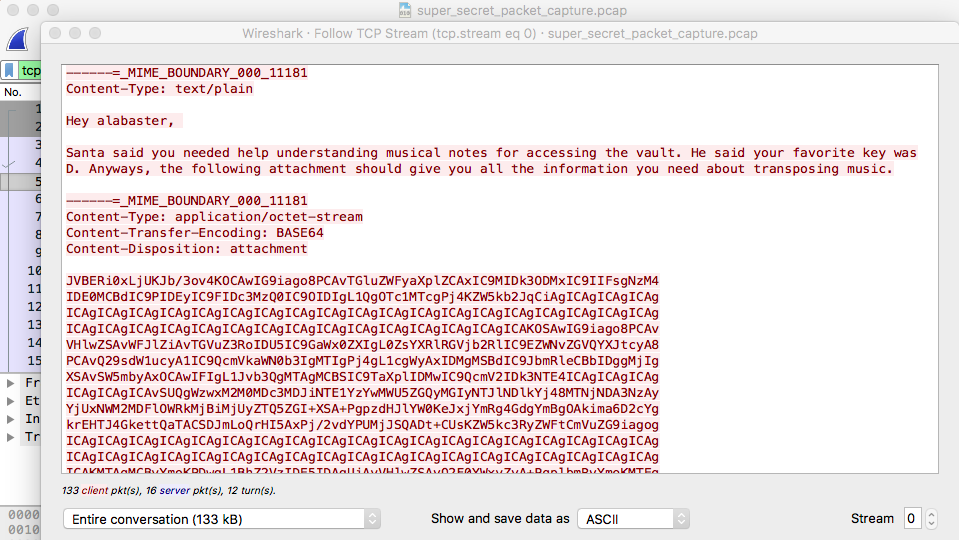 super_secret_packet_capture.pcap
Wireshark · Follow TCP Stream (tcp.stream eq 0) · super_secret_packet_capture.pcap
tcp
No.
1
2
3
4
5
6
7
8
9
10
11
12
13
14
15
------=_MIME_BOUNDARY_000_11181
Content-Type: text/plain
Hey alabaster,
Santa said you needed help understanding musical notes for accessing the vault. He said your favorite key was
D. Anyways, the following attachment should give you all the information you need about transposing music.
------=_MIME_BOUNDARY_000_11181
Content-Type: application/octet-stream
Content-Transfer-Encoding: BASE64
Content-Disposition: attachment
JVBERi0xLjUKJb/3ov4KOCAwIG9iago8PCAvTGluZWFyaXplZCAxIC9MIDk3ODMxIC9IIFsgNzM4
IDE0MCBdIC9PIDEyIC9FIDc3MzQ0IC9OIDIgL1QgOTc1MTcgPj4KZW5kb2JqCiAgICAgICAgICAg
ICAgICAgICAgICAgICAgICAgICAgICAgICAgICAgICAgICAgICAgICAgICAgICAgICAgICAgICAg
ICAgICAgICAgICAgICAgICAgICAgICAgICAgICAgICAgICAgICAgICAKOSAwIG9iago8PCAv
VHlwZSAvWFJlZiAvTGVuZ3RoIDU5IC9GaWx0ZXIgL0ZsYXRlRGVjb2RlIC9EZWNvZGVQYXJtcyA8
PCAvQ29sdW1ucyA1IC9QcmVkaWN0b3IgMTIgPj4gL1cgWyAxIDMgMSBdIC9JbmRleCBbIDggMjIg
XSAvSW5mbyAxOCAwIFIgL1Jvb3QgMTAgMCBSIC9TaXplIDMwIC9QcmV2IDk3NTE4ICAgICAgICAg
ICAgICAgICAvSUQgWzwxM2M0MDc3MDJiNTE1YzYwMWU5ZGQyMGIyNTJlNDlkYj48MTNjNDA3NzAy
YjUxNWM2MDFlOWRkMjBiMjUyZTQ5ZGI+XSA+PgpzdHJlYW0KeJxjYmRg4GdgYmBgOAkima6D2cYg
krEHTJ4GkettQaTACSDJmLoQrHI5AxPj/2vdYPUMjJSQADt+CUsKZW5kc3RyZWFtCmVuZG9iagog
ICAgICAgICAgICAgICAgICAgICAgICAgICAgICAgICAgICAgICAgICAgICAgICAgICAgICAgICAg
ICAgICAgICAgICAgICAgICAgICAgICAgICAgICAgICAgICAgICAgICAgICAgICAgICAgICAgICAg
133 client pkt(s), 16 server pkt(s), 12 turn(s).
Entire conversation (133 kB)
Show and save data as
ASCII
Stream
0
Fr
Et
In
Tr
0000
0010